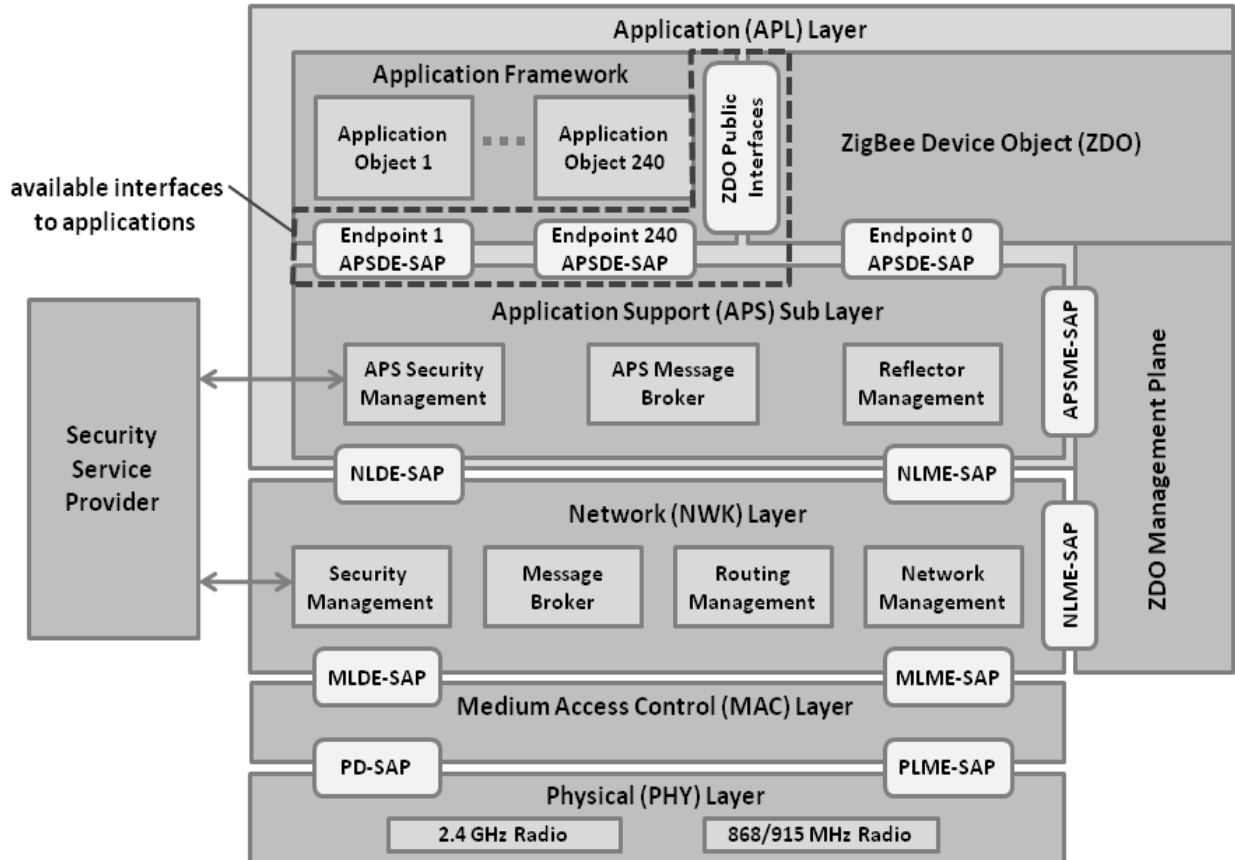 Application (APL) Layer
Application Framework
Application
Object 1
Application
Object 240
ZDO Public
Interfaces
ZigBee Device Object (ZDO)
available interfaces
to applications
Endpoint 1
APSDE-SAP
Endpoint 240
APSDE-SAP
Endpoint 0
APSDE-SAP
Application Support (APS) Sub Layer
APS Security
Management
APS Message
Broker
Reflector
Management
APSME-SAP
ZDO Management Plane
Security
Service
Provider
NLDE-SAP
NLME-SAP
Network (NWK) Layer
Security
Management
Message
Broker
Routing
Management
Network
Management
NLME-SAP
MLDE-SAP
MLME-SAP
Medium Access Control (MAC) Layer
PD-SAP
PLME-SAP
Physical (PHY) Layer
2.4 GHz Radio
868/915 MHz Radio